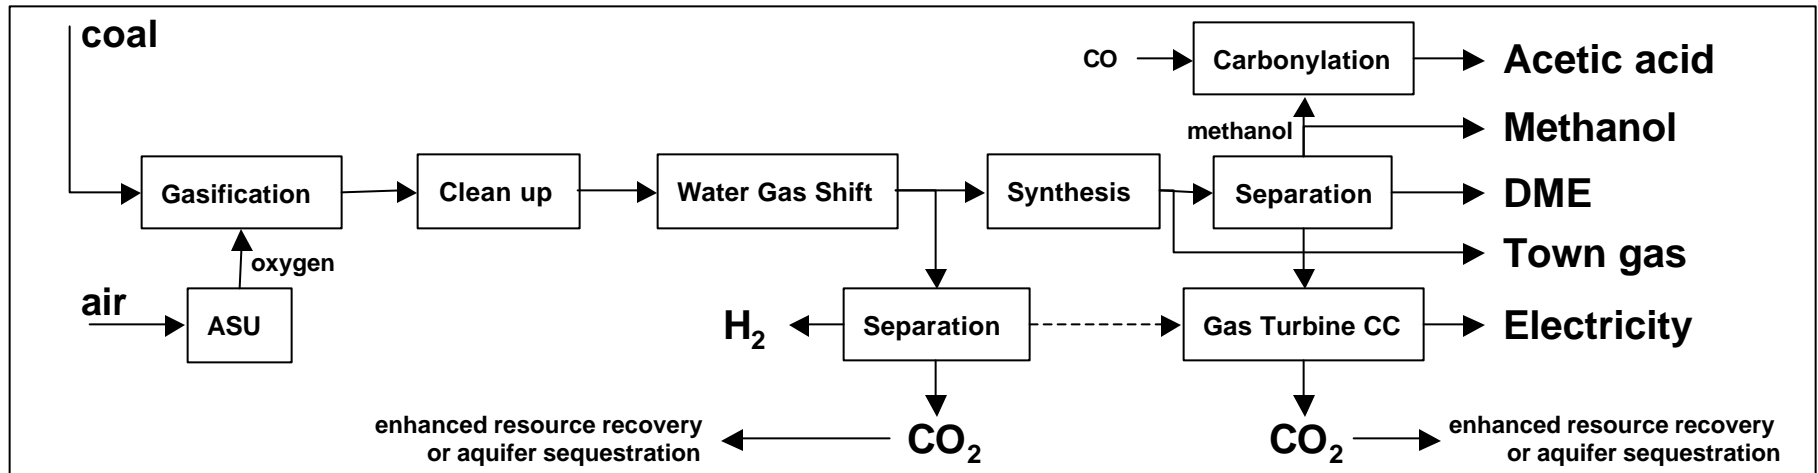 coal
CO
Carbonylation
Acetic acid
methanol
Methanol
Gasification
Clean up
Water Gas Shift
Synthesis
Separation
DME
oxygen
Town gas
air
ASU
H2
Separation
Gas Turbine CC
Electricity
enhanced resource recovery
or aquifer sequestration
CO2
CO2
enhanced resource recovery
or aquifer sequestration